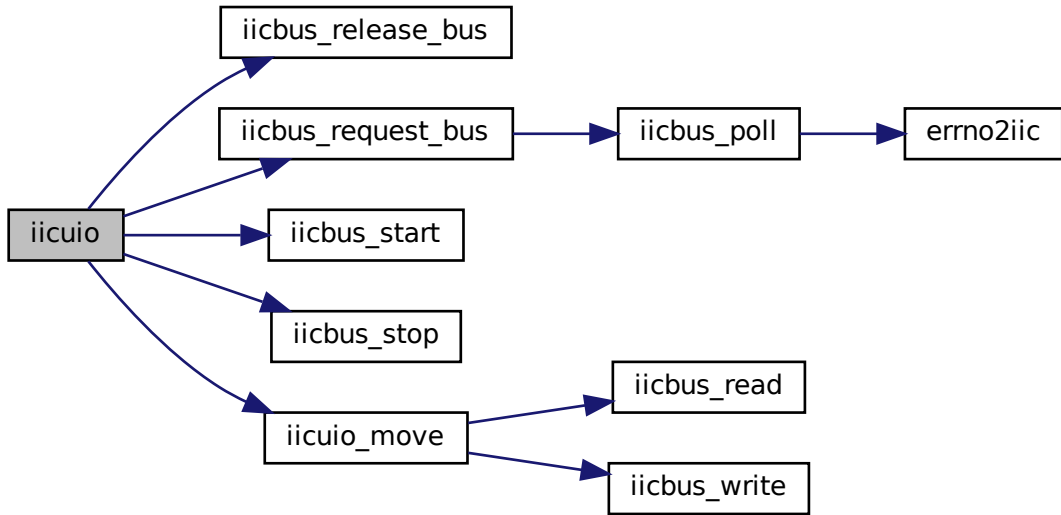 iicbus_release_bus
iicbus_request_bus
iicbus_poll
errno2iic
iicuio
iicbus_start
iicbus_stop
iicbus_read
iicuio_move
iicbus_write